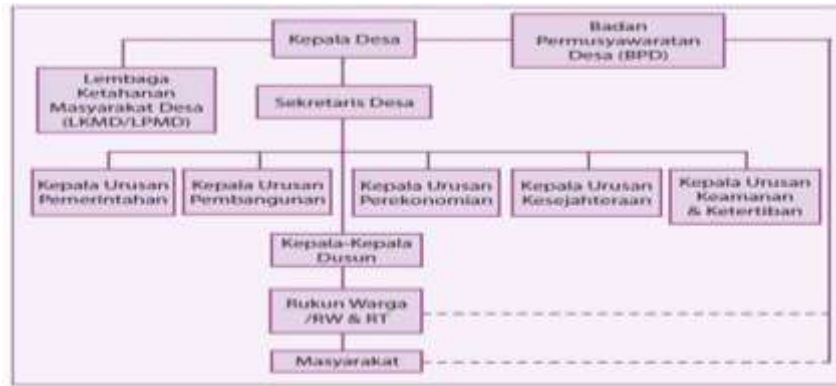 Kepala Desa
Badan
Permusyawaratan
Desa (BPD)
Lembaga
Ketahanan
Masyarakat Desa
(LKMD/LPMD)
Sekretaris Desa
Kepala Urusan
Pemerintahan
Kepala Urusan
Pembangunan
Kepala Urusan
Perekonomian
Kepala Urusan
Kesejahteraan
Kepala Urusan
Keamanan
& Ketertiban
Kepala-Kepala
Dusun
Rukun Warga
/RW & RT
Masyarakat